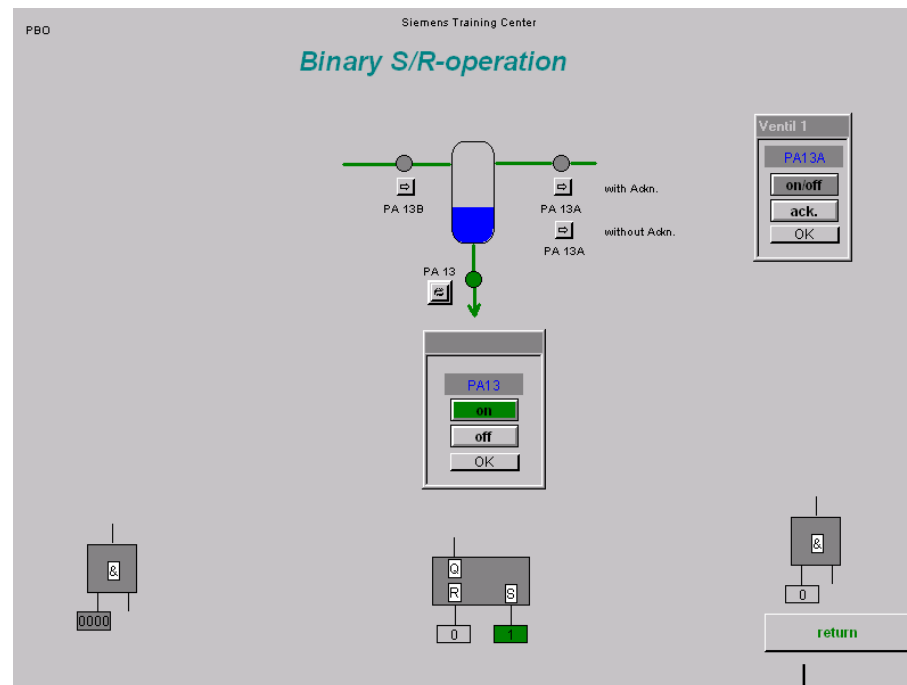 PBO
Siemens Training Center
Binary S/R-operation
Ventil 1
PA13A
on/off
ack.
OK
PA 13B
PA 13A
with Ackn.
without Ackn.
PA 13A
PA 13
PA13
on
off
OK
&
0000
Q
R
S
0
1
&
0
return